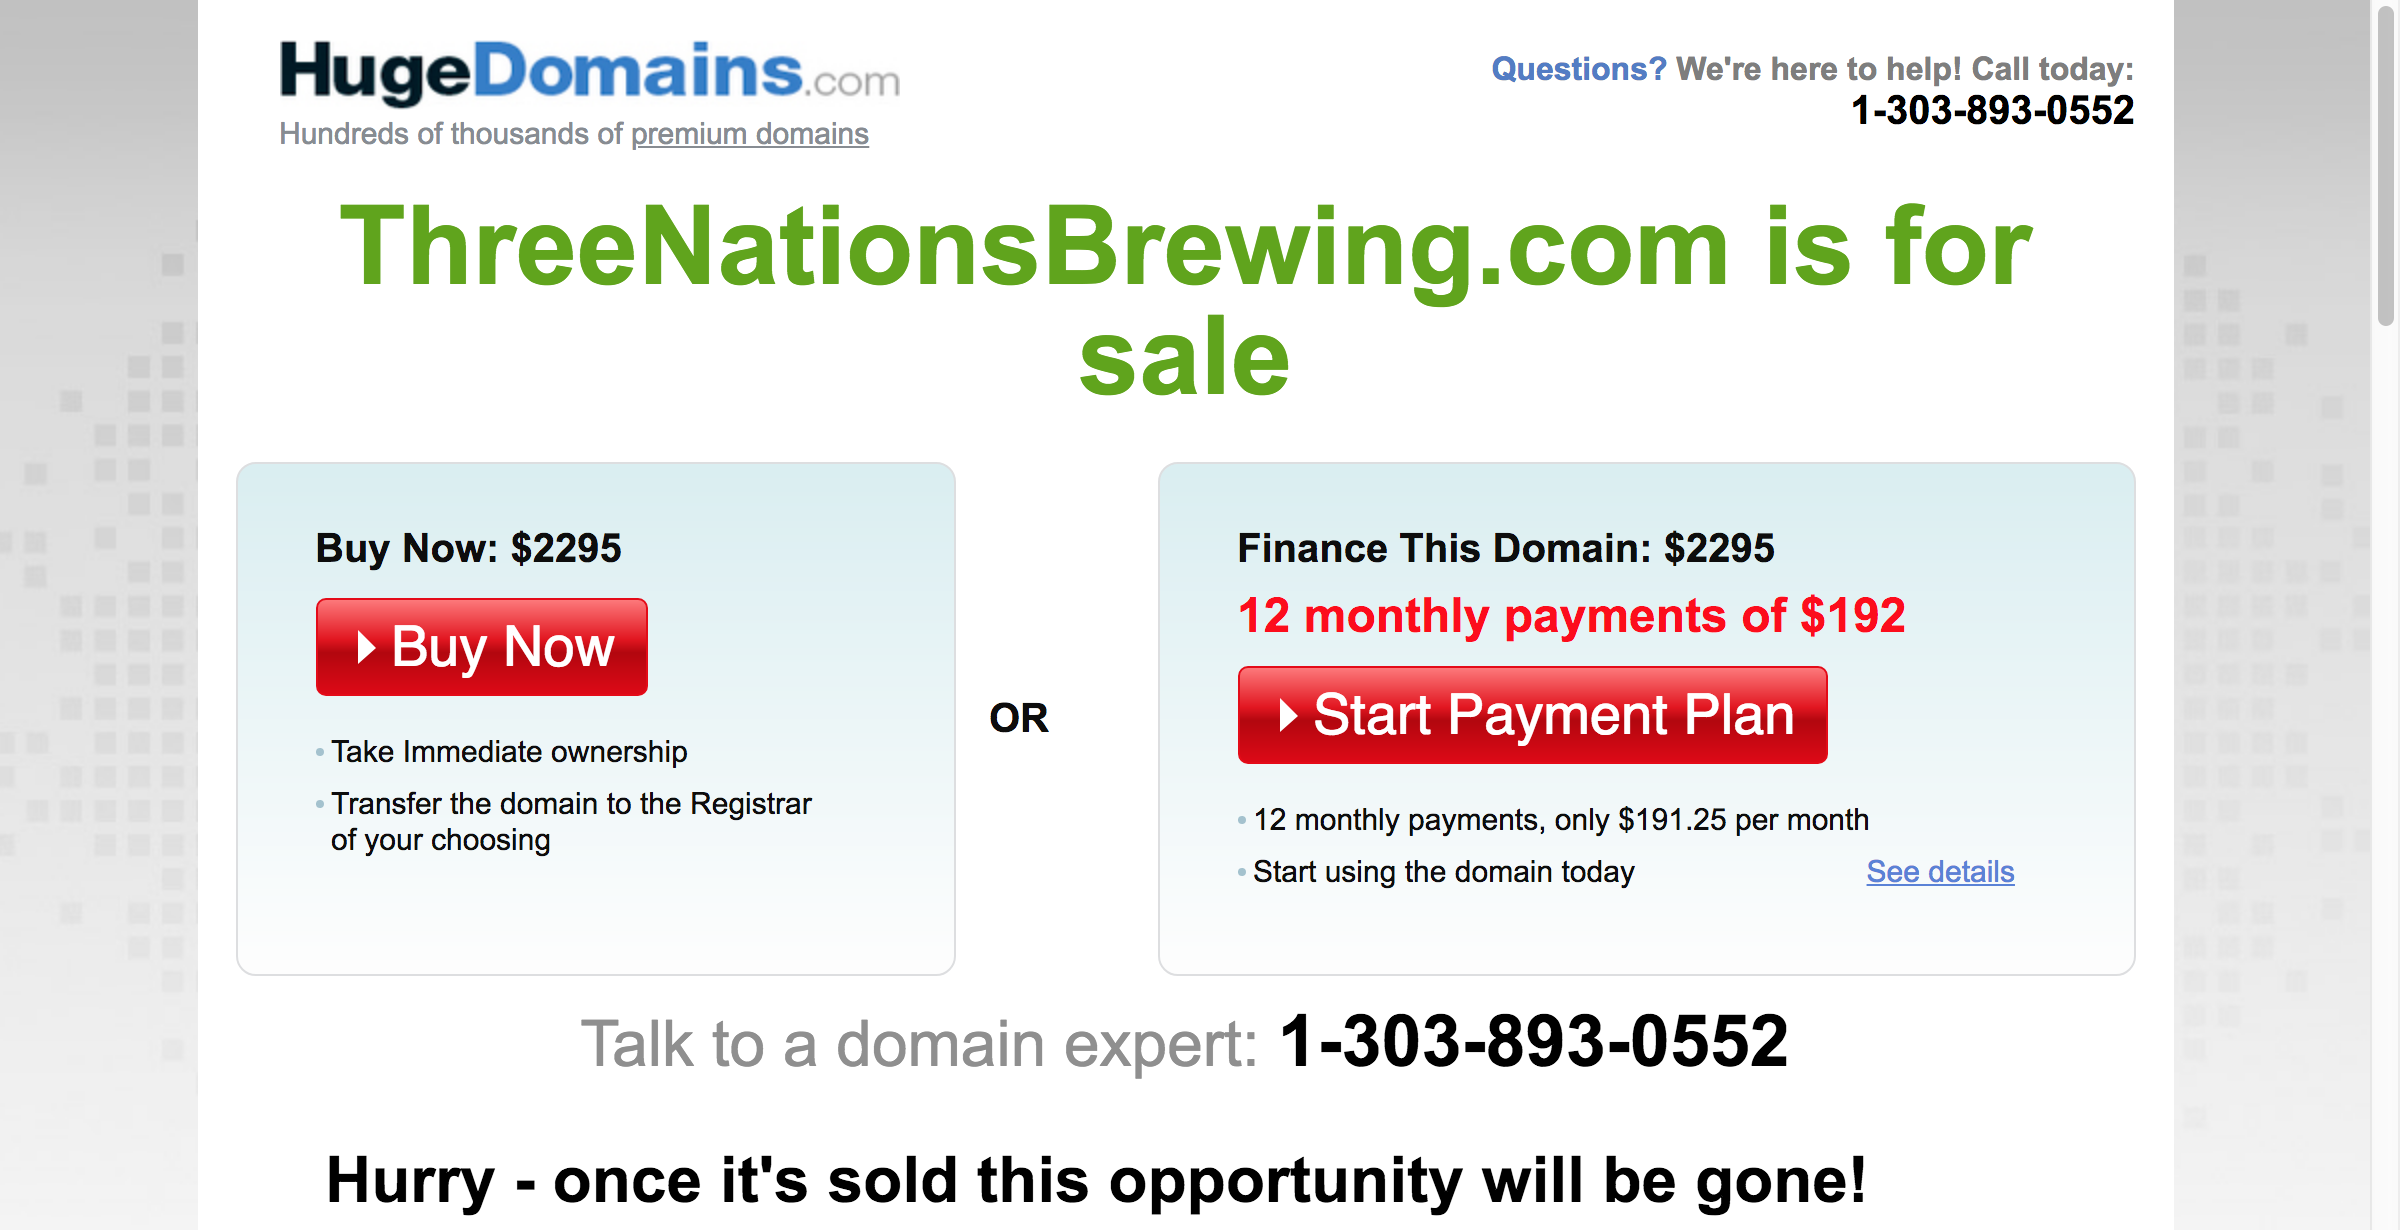 HugeDomains.com
Hundreds of thousands of premium domains
Questions? We're here to help! Call today:
1-303-893-0552
ThreeNationsBrewing.com is for
sale
Buy Now: $2295
Buy Now
• Take Immediate ownership
• Transfer the domain to the Registrar
of your choosing
OR
Finance This Domain: $2295
12 monthly payments of $192
Start Payment Plan
• 12 monthly payments, only $191.25 per month
• Start using the domain today
See details
Talk to a domain expert: 1-303-893-0552
Hurry - once it's sold this opportunity will be gone!